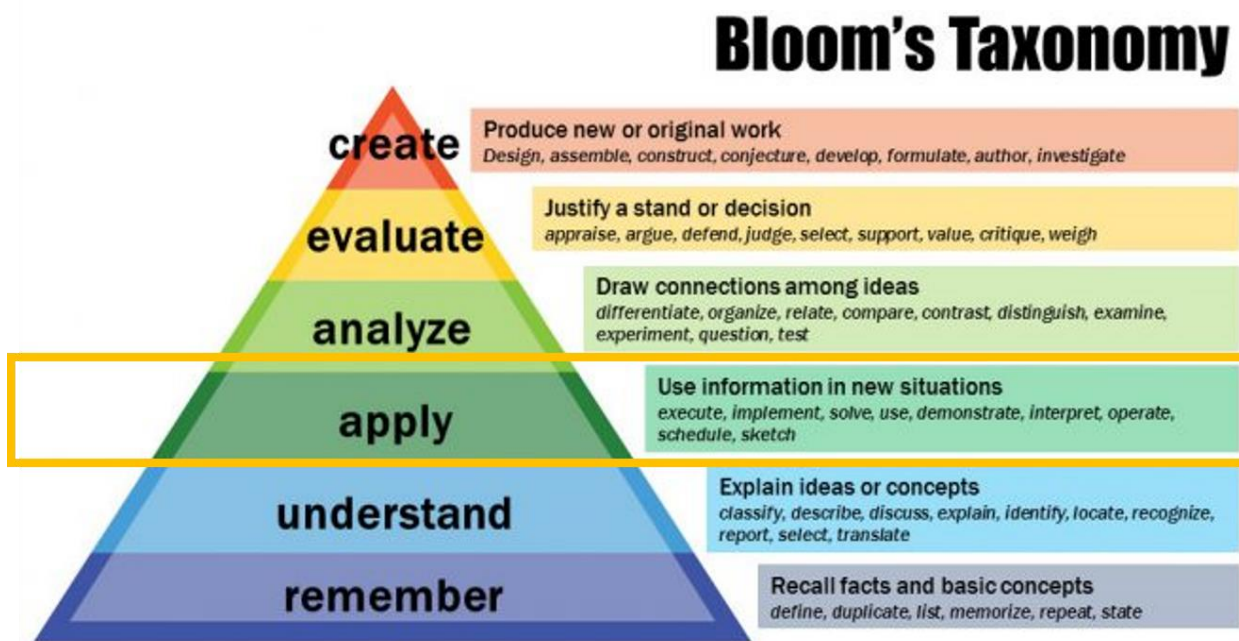 Bloom's Taxonomy
create
Produce new or original work
Design, assemble, construct, conjecture, develop, formulate, author, investigate
evaluate
Justify a stand or decision
appraise, argue, defend, judge, select, support, value, critique, weigh
analyze
Draw connections among ideas
differentiate, organize, relate, compare, contrast, distinguish, examine,
experiment, question, test
apply
Use information in new situations
execute, implement, solve, use, demonstrate, interpret, operate,
schedule, sketch
understand
Explain ideas or concepts
classify, describe, discuss, explain, identify, locate, recognize,
report, select, translate
remember
Recall facts and basic concepts
define, duplicate, list, memorize, repeat, state